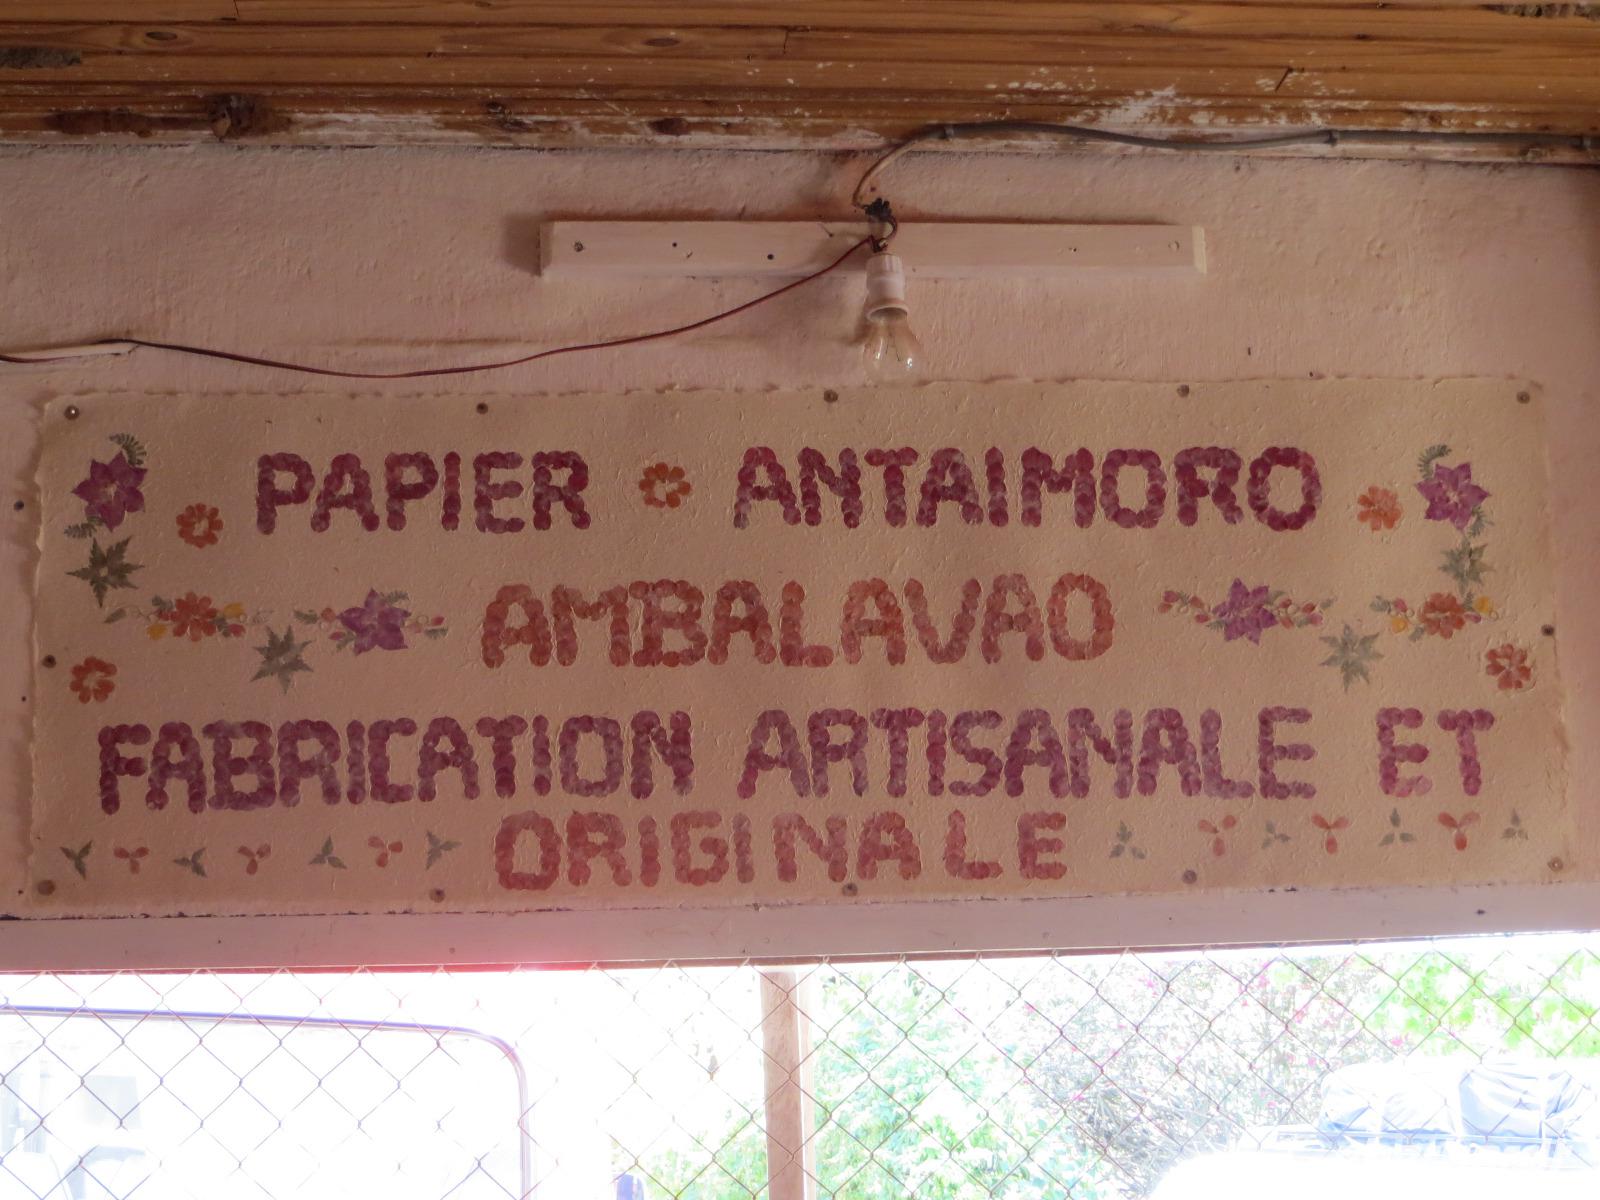 PAPIER ANTAIMORO
AMBALAVAO
FABRICATION ARTISANALE ET
ORIGINALE